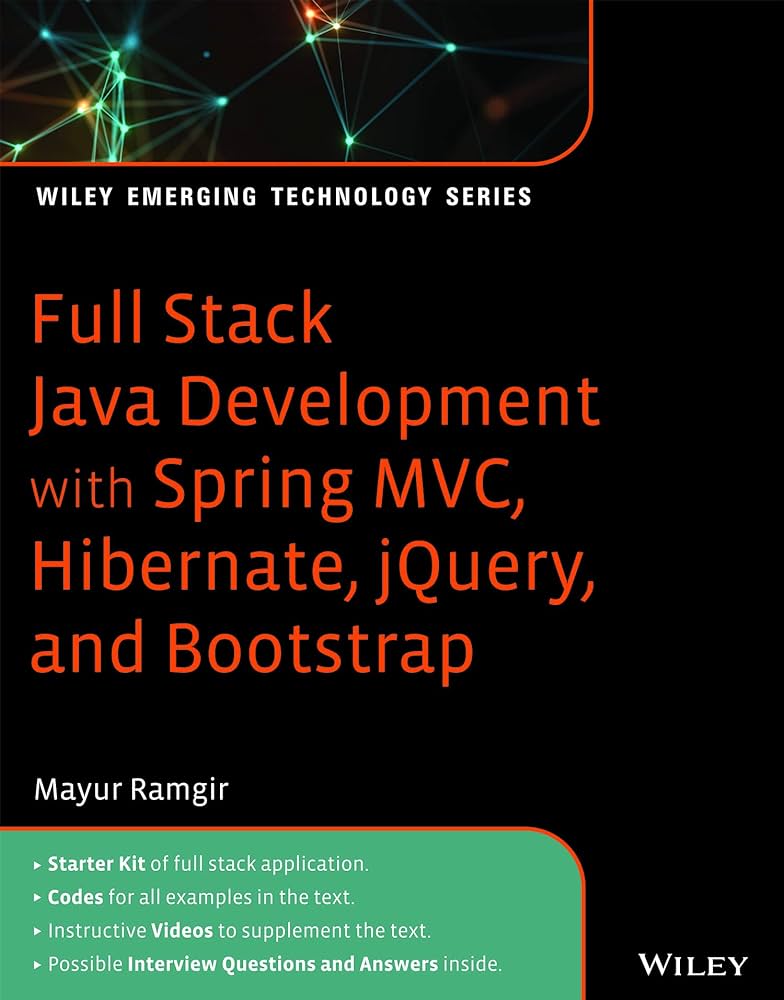 WILEY EMERGING TECHNOLOGY SERIES
Full Stack
Java Development
with Spring MVC,
Hibernate, jQuery,
and Bootstrap
Mayur Ramgir
▸ Starter Kit of full stack application.
▸ Codes for all examples in the text.
▸ Instructive Videos to supplement the text.
▸ Possible Interview Questions and Answers inside.
WILEY